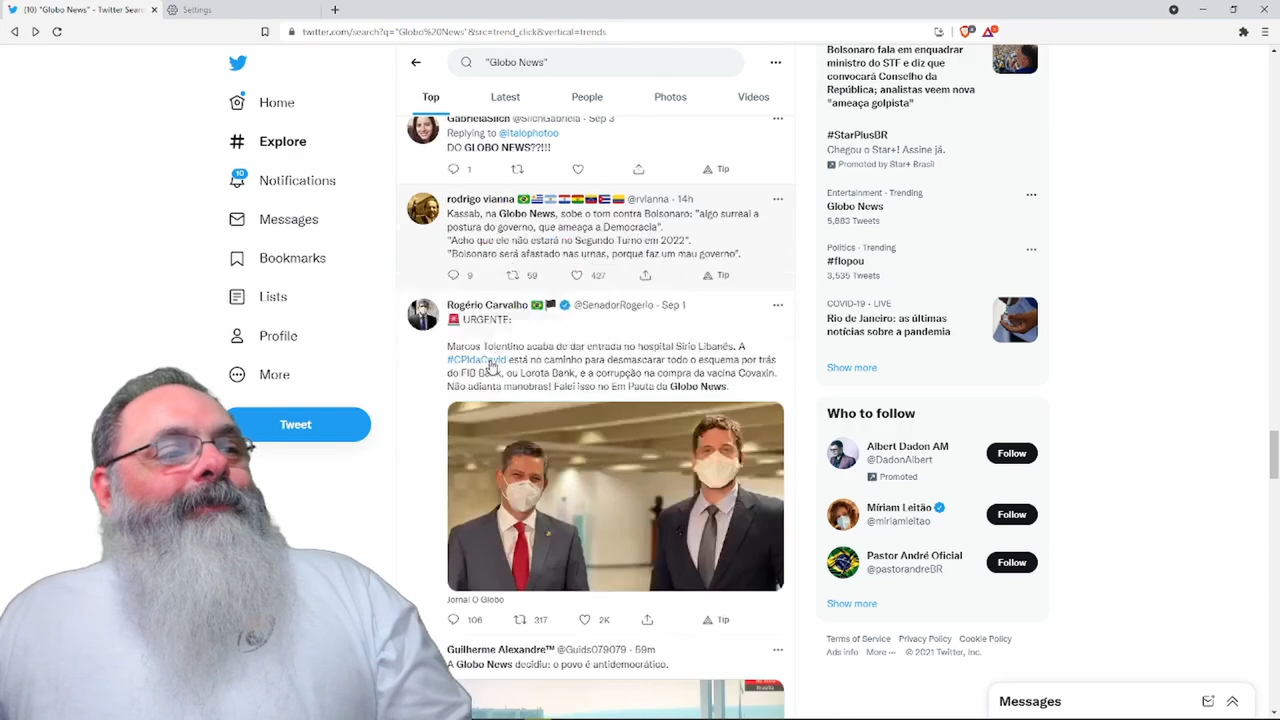 (10) "Globo News" - Twitter Searc
Settings
twitter.com/search?q="Globo%20News"&src=trend_click&vertical=trends
Home
Explore
10
Notifications
Messages
Bookmarks
Lists
Profile
More
Tweet
"Globo News"
Top
Latest
People
Photos
Videos
@SilchGabriela · Sep 3
Replying to @italophotoo
DO GLOBO NEWS??!!!
1
Tip
rodrigo vianna @rvianna · 14h
Kassab, na Globo News, sobe o tom contra Bolsonaro: "algo surreal a
postura do governo, que ameaça a Democracia".
"Acho que ele não estará no Segundo Turno em 2022".
"Bolsonaro será afastado nas urnas, porque faz um mau governo".
9
59
427
Tip
Rogério Carvalho @SenadorRogerio · Sep 1
URGENTE:
Marcos Tolentino acaba de dar entrada no hospital Sírio Libanês. A
#CPIdaCovid está no caminho para desmascarar todo o esquema por trás
do FIB Bank, ou Lorota Bank, e a corrupção na compra da vacina Covaxin.
Não adianta manobras! Falei isso no Em Pauta da Globo News.
Jornal O Globo
106
317
2K
Tip
Guilherme Alexandre™ @Guids079079 · 59m
A Globo News decidiu: o povo é antidemocrático.
Brasília
Bolsonaro fala em enquadrar
ministro do STF e diz que
convocará Conselho da
República; analistas veem nova
"ameaça golpista"
#StarPlusBR
Chegou o Star+! Assine já.
Promoted by Star+ Brasil
Entertainment · Trending
Globo News
5,883 Tweets
Politics · Trending
#flopou
3,535 Tweets
COVID-19 · LIVE
Rio de Janeiro: as últimas
notícias sobre a pandemia
Show more
Who to follow
Albert Dadon AM
@DadonAlbert
Promoted
Follow
Míriam Leitão
@miriamleitao
Follow
Pastor André Oficial
@pastorandreBR
Follow
Show more
Terms of Service Privacy Policy Cookie Policy
Ads info More ··· © 2021 Twitter, Inc.
Messages